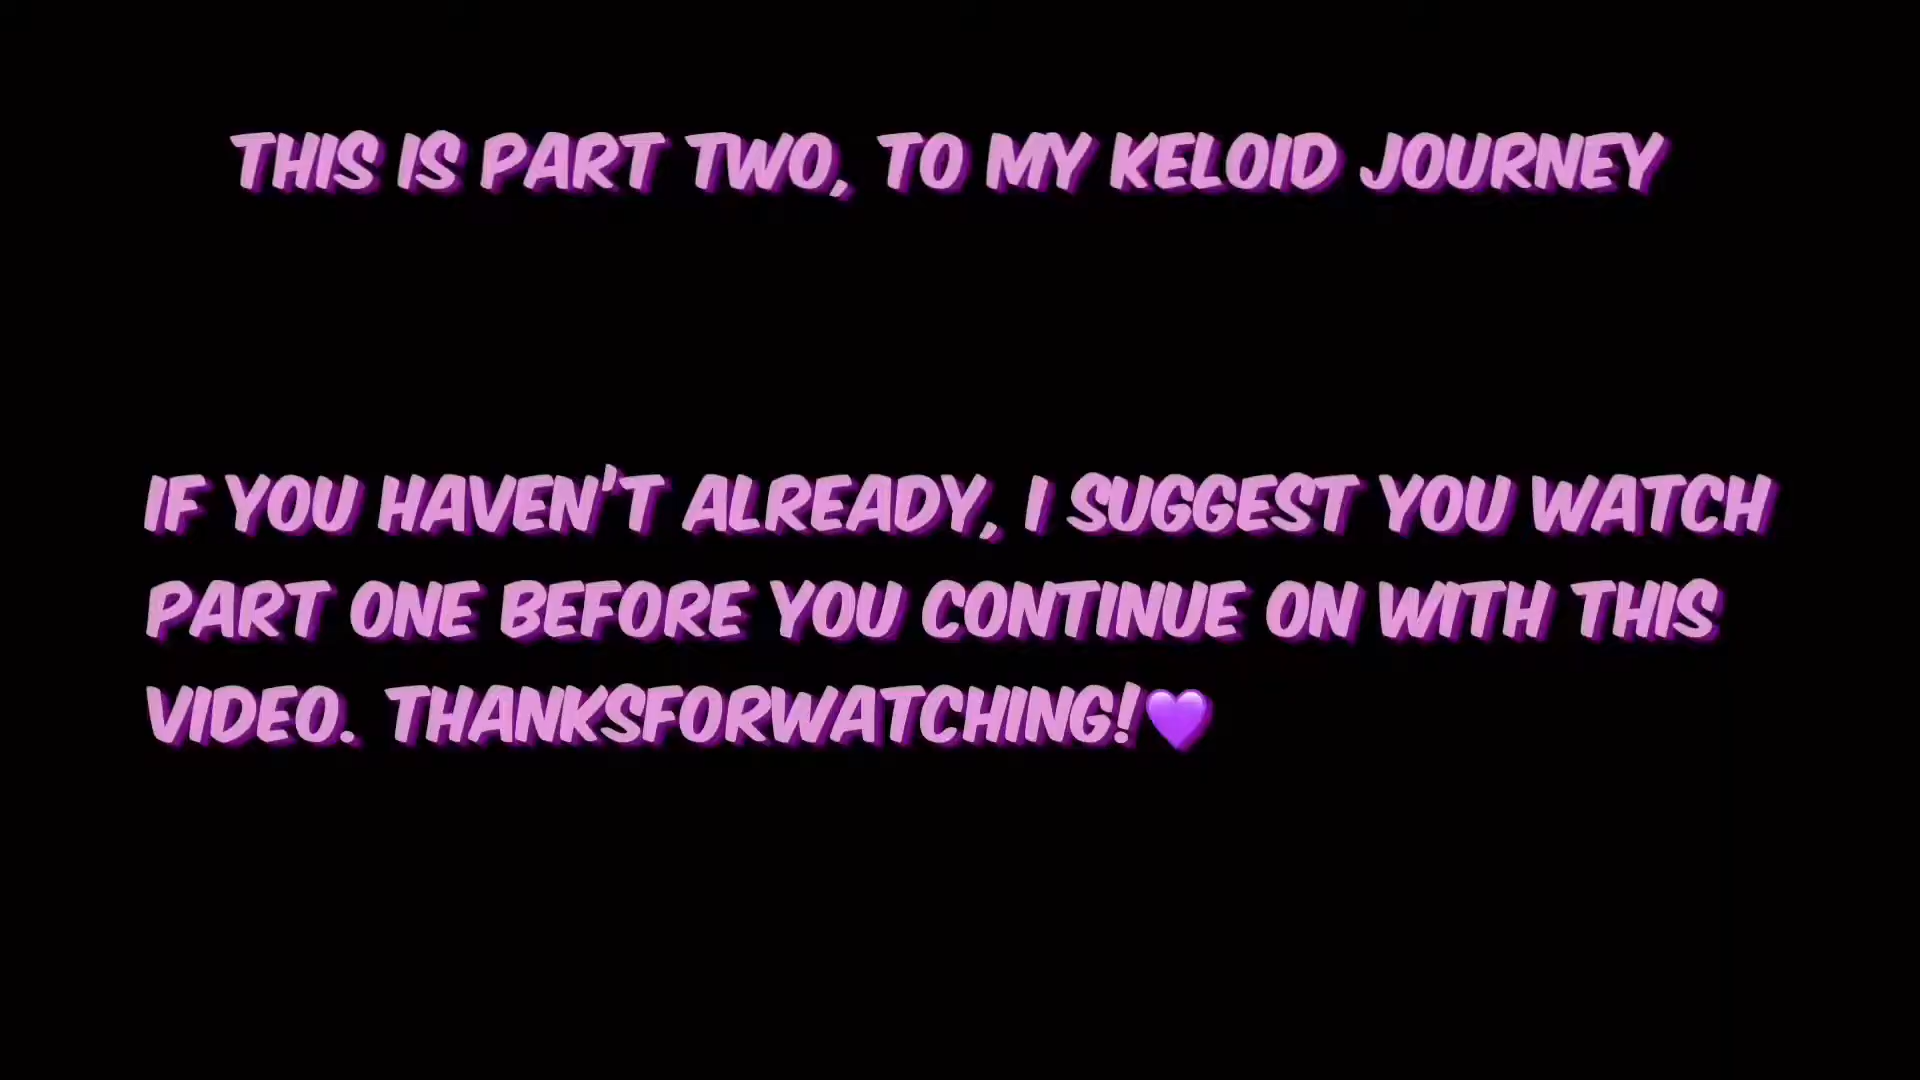 THIS IS PART TWO, TO MY KELOID JOURNEY
IF YOU HAVEN'T ALREADY, I SUGGEST YOU WATCH
PART ONE BEFORE YOU CONTINUE ON WITH THIS
VIDEO. THANKSFORWATCHING!💜